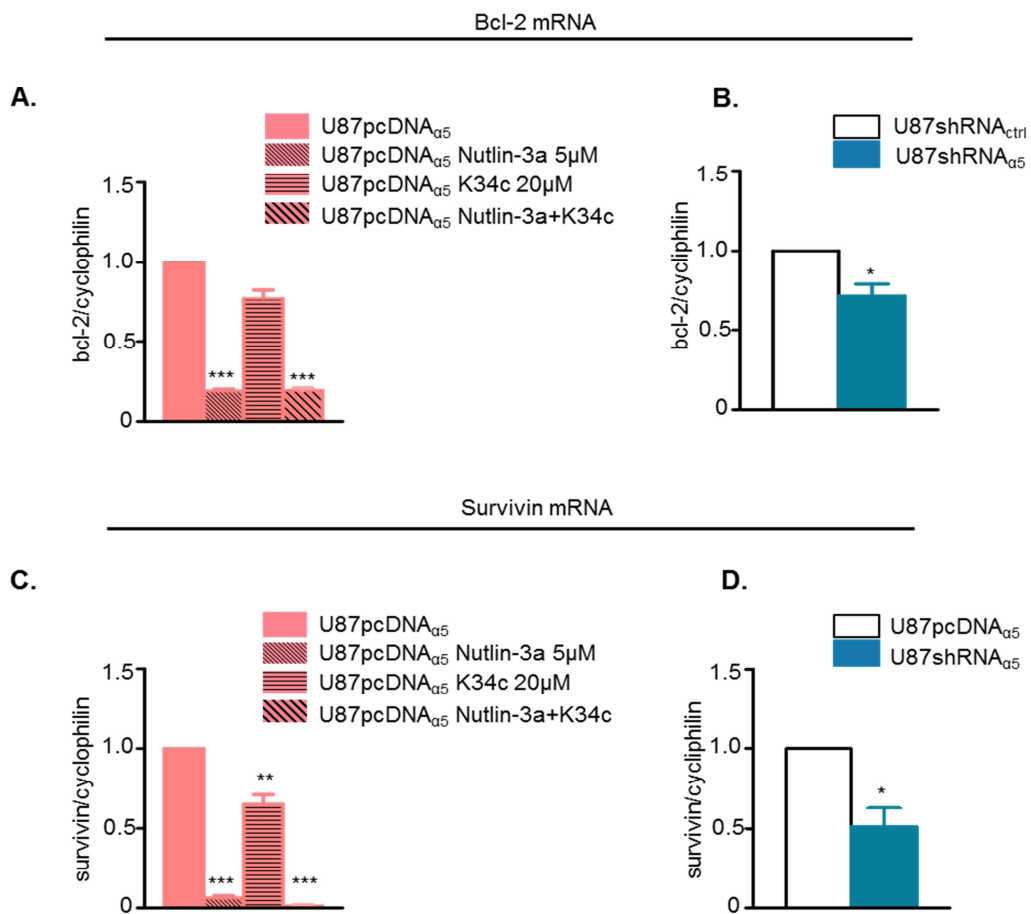 Bcl-2 mRNA
A.
U87pcDNAα5
U87pcDNAα5 Nutlin-3a 5µM
U87pcDNAα5 K34c 20µM
U87pcDNAα5 Nutlin-3a+K34c
bcl-2/cyclophilin
1.5
1.0
0.5
0
***
***
B.
U87shRNActrl
U87shRNAα5
bcl-2/cycliphilin
1.5
1.0
0.5
0
*
Survivin mRNA
C.
U87pcDNAα5
U87pcDNAα5 Nutlin-3a 5µM
U87pcDNAα5 K34c 20µM
U87pcDNAα5 Nutlin-3a+K34c
survivin/cyclophilin
1.5
1.0
0.5
0
***
**
***
D.
U87pcDNAα5
U87shRNAα5
survivin/cycliphilin
1.5
1.0
0.5
0
*